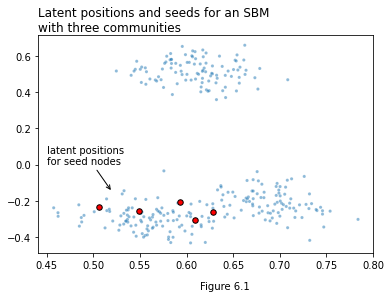 Latent positions and seeds for an SBM
with three communities
0.6
0.4
0.2
latent positions
for seed nodes
0.0
−0.2
−0.4
0.45 0.50 0.55 0.60 0.65 0.70 0.75 0.80
Figure 6.1